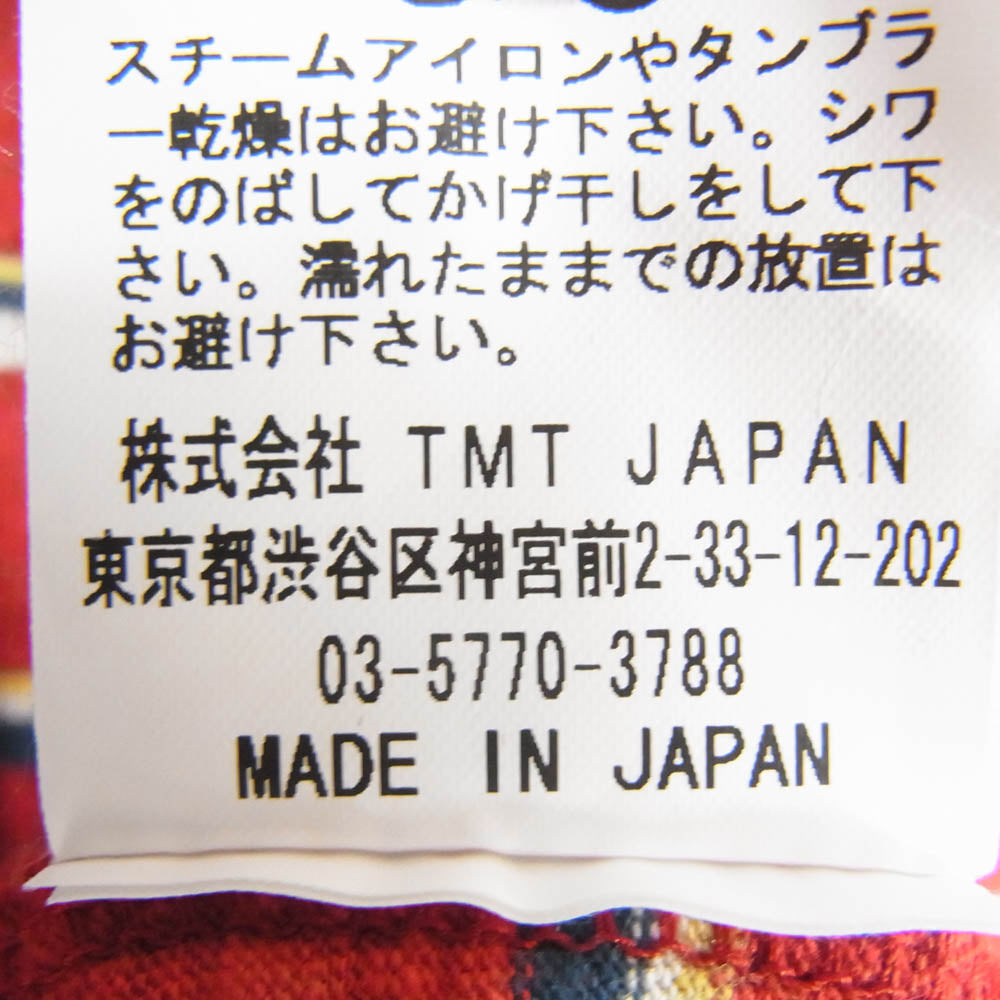 スチームアイロンやタンブラ
ー乾燥はお避け下さい。シワ
をのばしてかげ干しをして下
さい。濡れたままでの放置は
お避け下さい。
株式会社 TMT JAPAN
東京都渋谷区神宮前2-33-12-202
03-5770-3788
MADE IN JAPAN